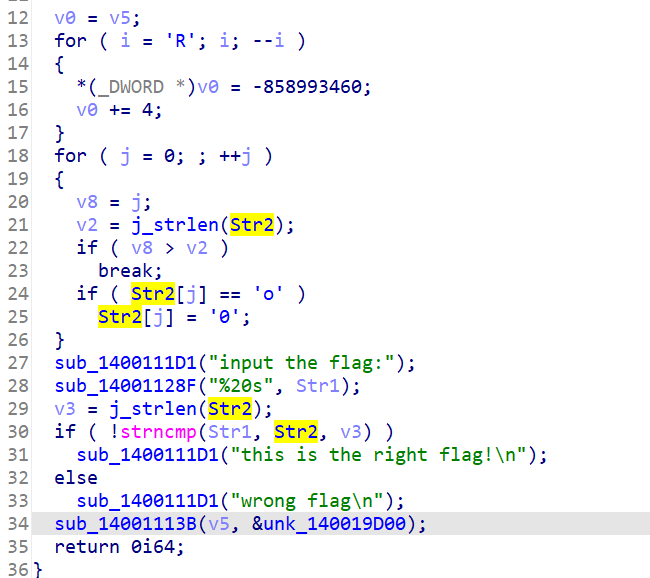 12 v0 = v5;
13 for ( i = 'R'; i; --i )
14 {
15 *(_DWORD *)v0 = -858993460;
16 v0 += 4;
17 }
18 for ( j = 0; ; ++j )
19 {
20 v8 = j;
21 v2 = j_strlen(Str2);
22 if ( v8 > v2 )
23 break;
24 if ( Str2[j] == 'o' )
25 Str2[j] = '0';
26 }
27 sub_1400111D1("input the flag:");
28 sub_14001128F("%20s", Str1);
29 v3 = j_strlen(Str2);
30 if ( !strncmp(Str1, Str2, v3) )
31 sub_1400111D1("this is the right flag!\n");
32 else
33 sub_1400111D1("wrong flag\n");
34 sub_14001113B(v5, &unk_140019D00);
35 return 0i64;
36 }